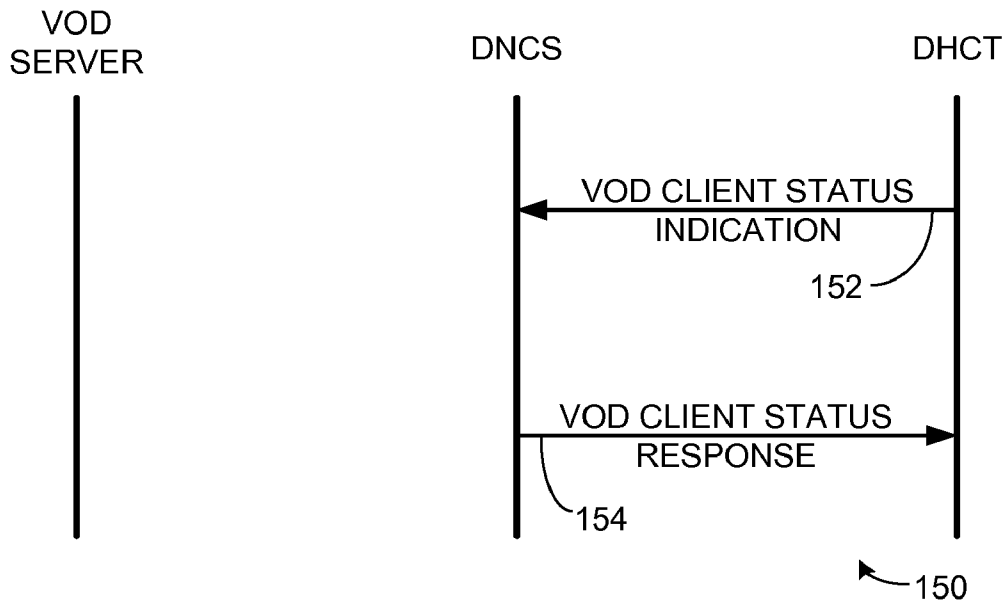 VOD
SERVER
DNCS
DHCT
VOD CLIENT STATUS
INDICATION
152
VOD CLIENT STATUS
RESPONSE
154
150